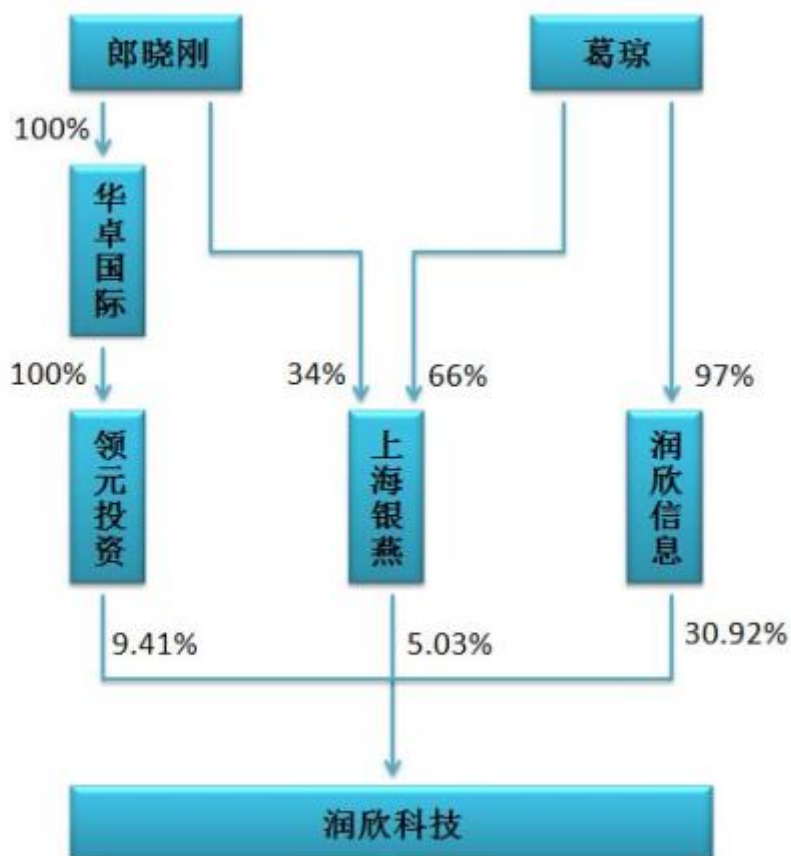 郎晓刚
葛琼
100%
华卓国际
100%
34%
66%
97%
领元投资
上海银燕
润欣信息
9.41%
5.03%
30.92%
润欣科技